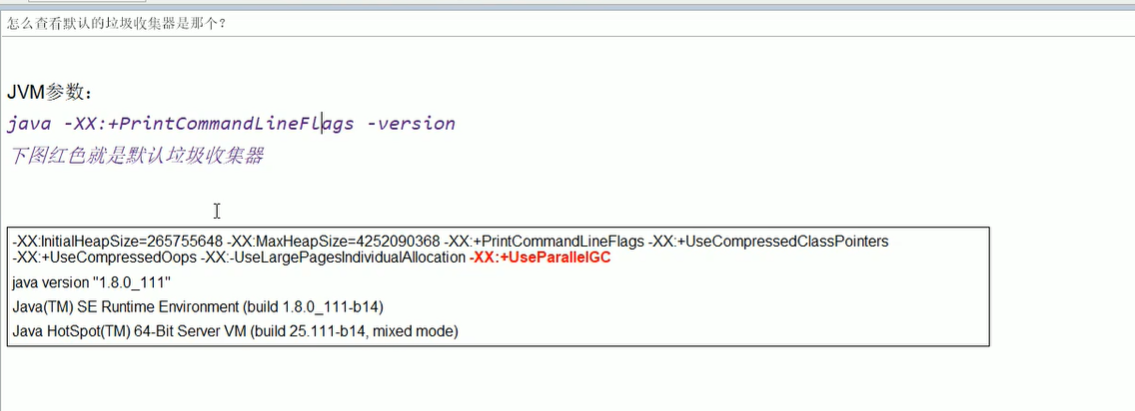 怎么查看默认的垃圾收集器是那个?
JVM参数：
java -XX:+PrintCommandLineFlags -version
下图红色就是默认垃圾收集器
-XX:InitialHeapSize=265755648 -XX:MaxHeapSize=4252090368 -XX:+PrintCommandLineFlags -XX:+UseCompressedClassPointers
-XX:+UseCompressedOops -XX:-UseLargePagesIndividualAllocation -XX:+UseParallelGC
java version "1.8.0_111"
Java(TM) SE Runtime Environment (build 1.8.0_111-b14)
Java HotSpot(TM) 64-Bit Server VM (build 25.111-b14, mixed mode)